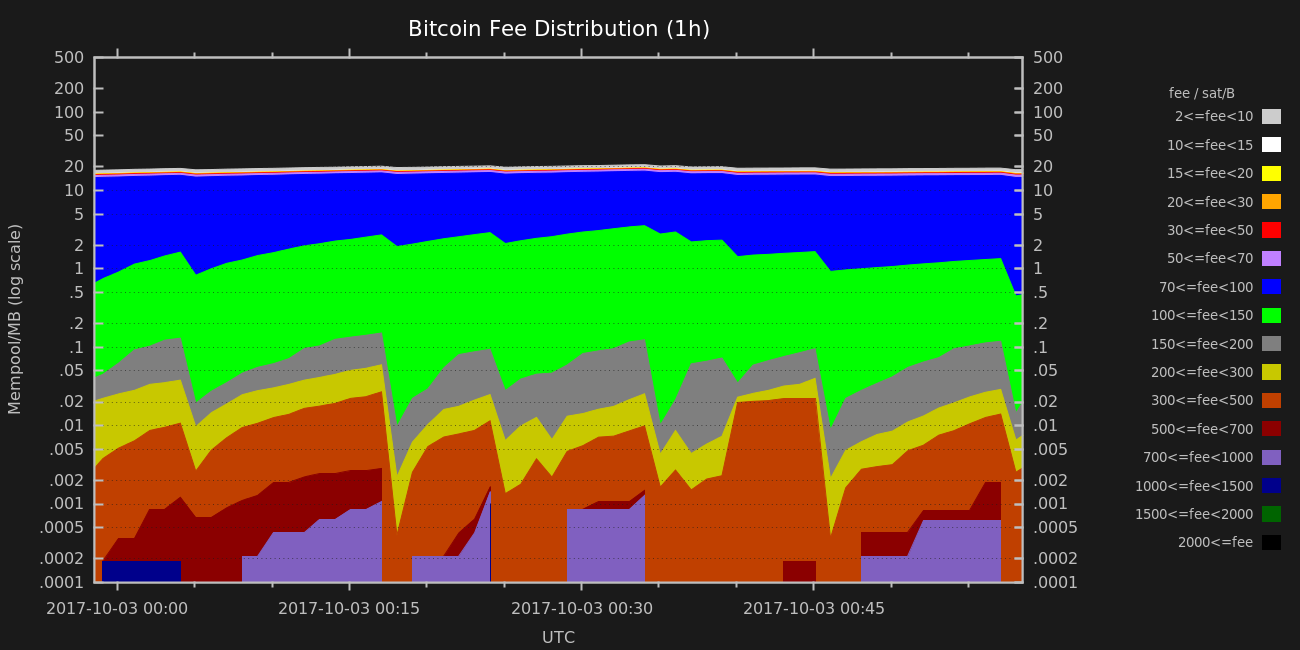 Bitcoin Fee Distribution (1h)
500
200
100
50
20
10
5
2
1
.5
.2
.1
.05
.02
.01
.005
.002
.001
.0005
.0002
.0001
Mempool/MB (log scale)
500
200
100
50
20
10
5
2
1
.5
.2
.1
.05
.02
.01
.005
.002
.001
.0005
.0002
.0001
2017-10-03 00:00
2017-10-03 00:15
2017-10-03 00:30
2017-10-03 00:45
UTC
fee / sat/B
2<=fee<10
10<=fee<15
15<=fee<20
20<=fee<30
30<=fee<50
50<=fee<70
70<=fee<100
100<=fee<150
150<=fee<200
200<=fee<300
300<=fee<500
500<=fee<700
700<=fee<1000
1000<=fee<1500
1500<=fee<2000
2000<=fee